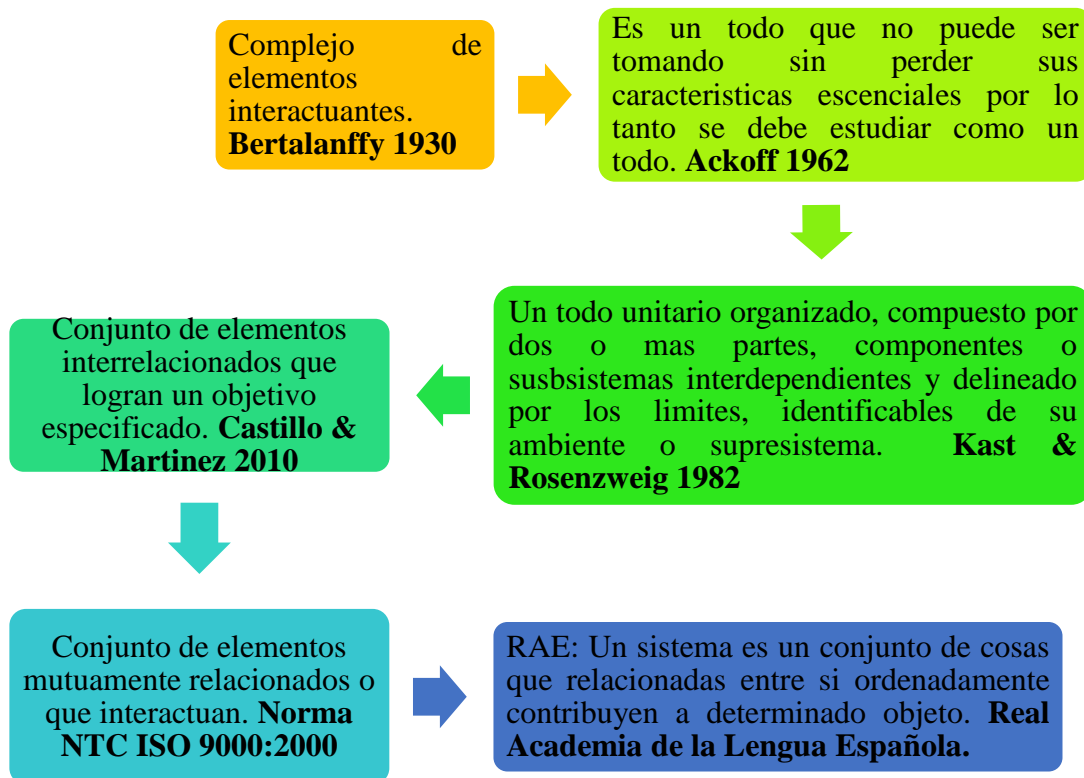 Complejo de
elementos
interactuantes.
Bertalanffy 1930
Es un todo que no puede ser
tomando sin perder sus
caracteristicas escenciales por lo
tanto se debe estudiar como un
todo. Ackoff 1962
Un todo unitario organizado, compuesto por
dos o mas partes, componentes o
susbsistemas interdependientes y delineado
por los limites, identificables de su
ambiente o supresistema. Kast &
Rosenzweig 1982
Conjunto de elementos
interrelacionados que
logran un objetivo
especificado. Castillo &
Martinez 2010
Conjunto de elementos
mutuamente relacionados o
que interactuan. Norma
NTC ISO 9000:2000
RAE: Un sistema es un conjunto de cosas
que relacionadas entre si ordenadamente
contribuyen a determinado objeto. Real
Academia de la Lengua Española.